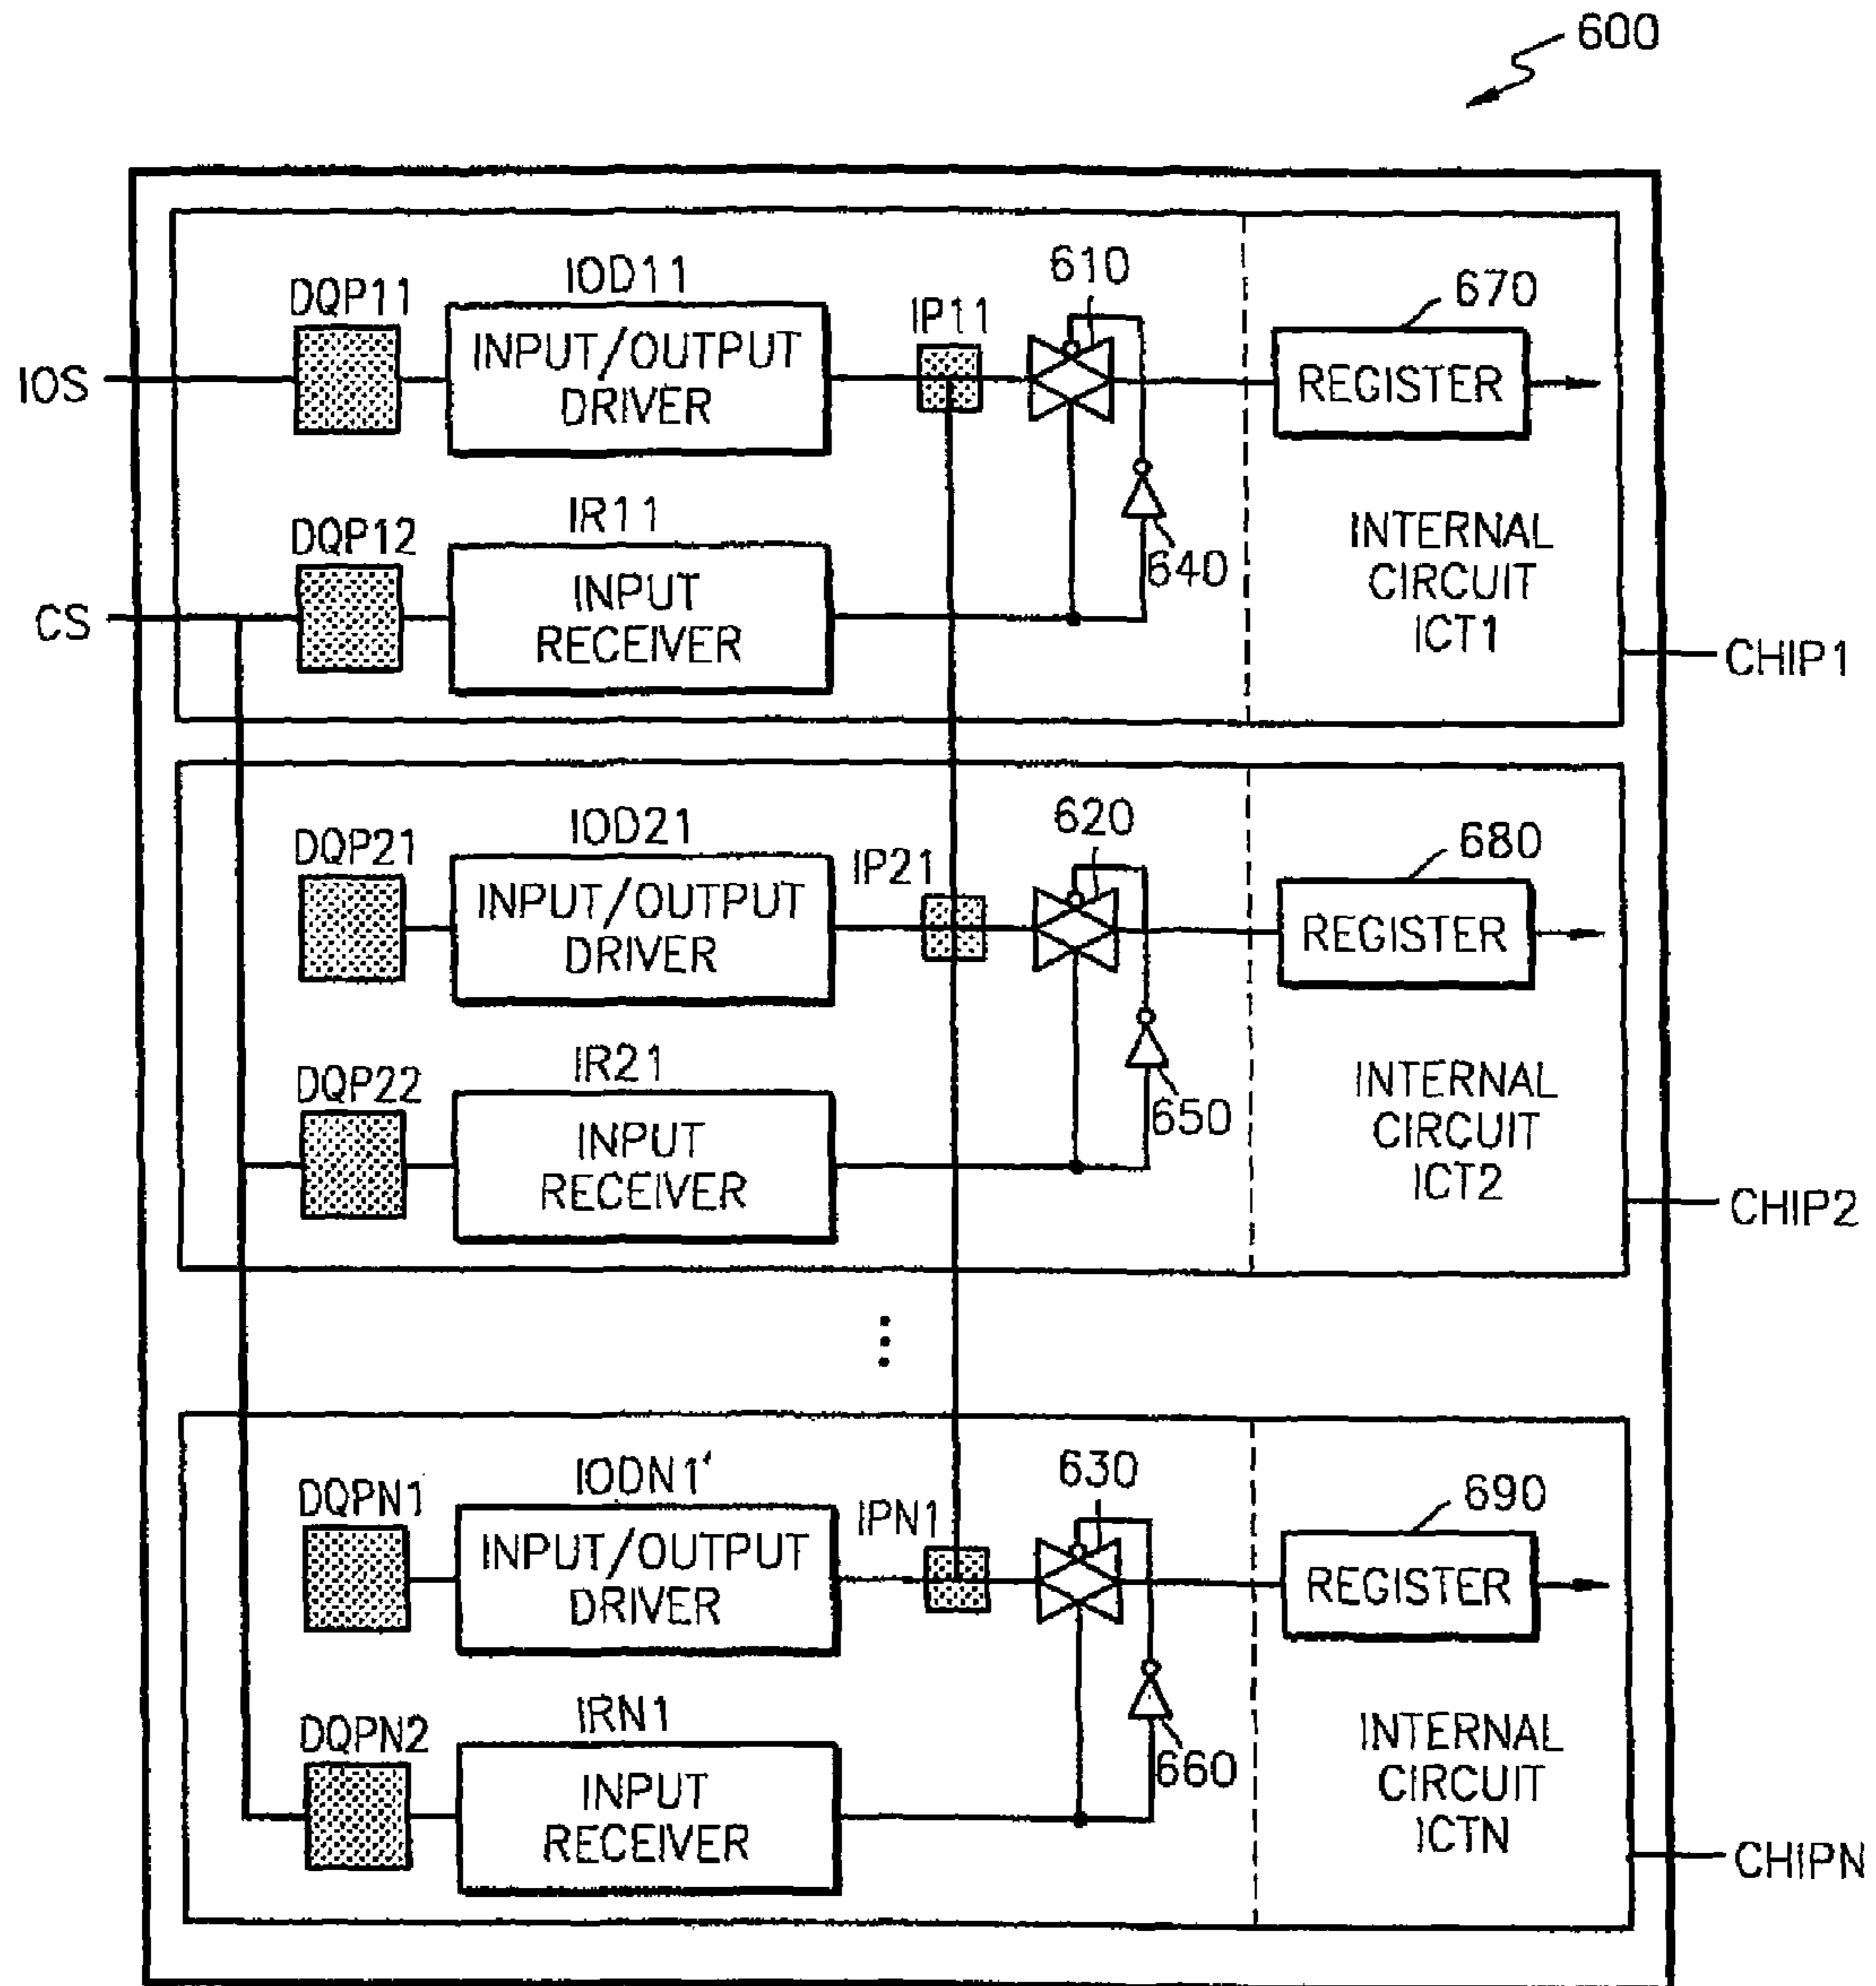 600
IOS
CS
DQP11
IOD11
INPUT/OUTPUT
DRIVER
IP11
610
670
REGISTER
DQP12
IR11
INPUT
RECEIVER
640
INTERNAL
CIRCUIT
ICT1
CHIP1
DQP21
IOD21
INPUT/OUTPUT
DRIVER
IP21
620
680
REGISTER
DQP22
IR21
INPUT
RECEIVER
650
INTERNAL
CIRCUIT
ICT2
CHIP2
DQPN1
IODN1'
INPUT/OUTPUT
DRIVER
IPN1
630
690
REGISTER
DQPN2
IRN1
INPUT
RECEIVER
660
INTERNAL
CIRCUIT
ICTN
CHIPN